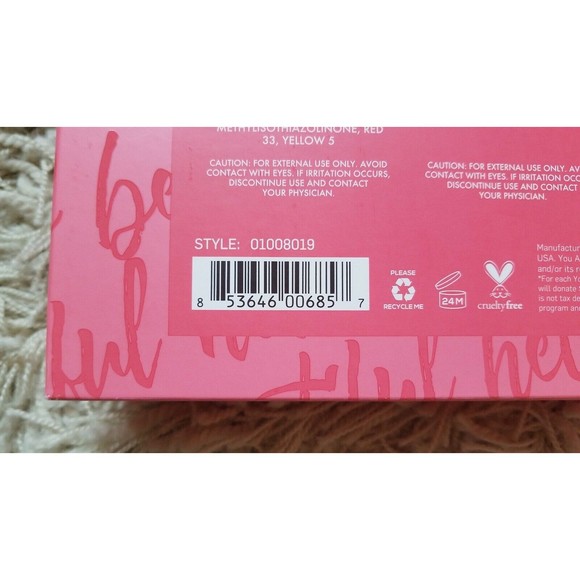 METHYLISOTHIAZOLINONE, RED
33, YELLOW 5
CAUTION: FOR EXTERNAL USE ONLY. AVOID
CONTACT WITH EYES. IF IRRITATION OCCURS,
DISCONTINUE USE AND CONTACT
YOUR PHYSICIAN.
CAUTION: FOR EXTERNAL USE ONLY. AV
CONTACT WITH EYES. IF IRRITATION OC
DISCONTINUE USE AND CONTACT
YOUR PHYSICIAN.
STYLE: 01008019
8 53646 00685 7
PLEASE
RECYCLE ME
24M
crueltyfree
Manufactur
USA. You A
and/or its r
*For each Yo
will donate
is not tax de
program and